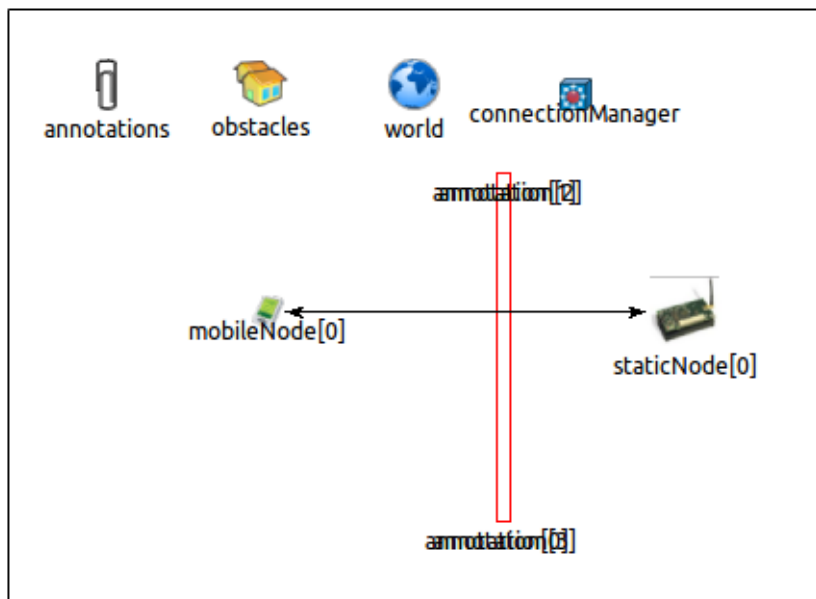 annotations
obstacles
world
connectionManager
mobileNode[0]
staticNode[0]